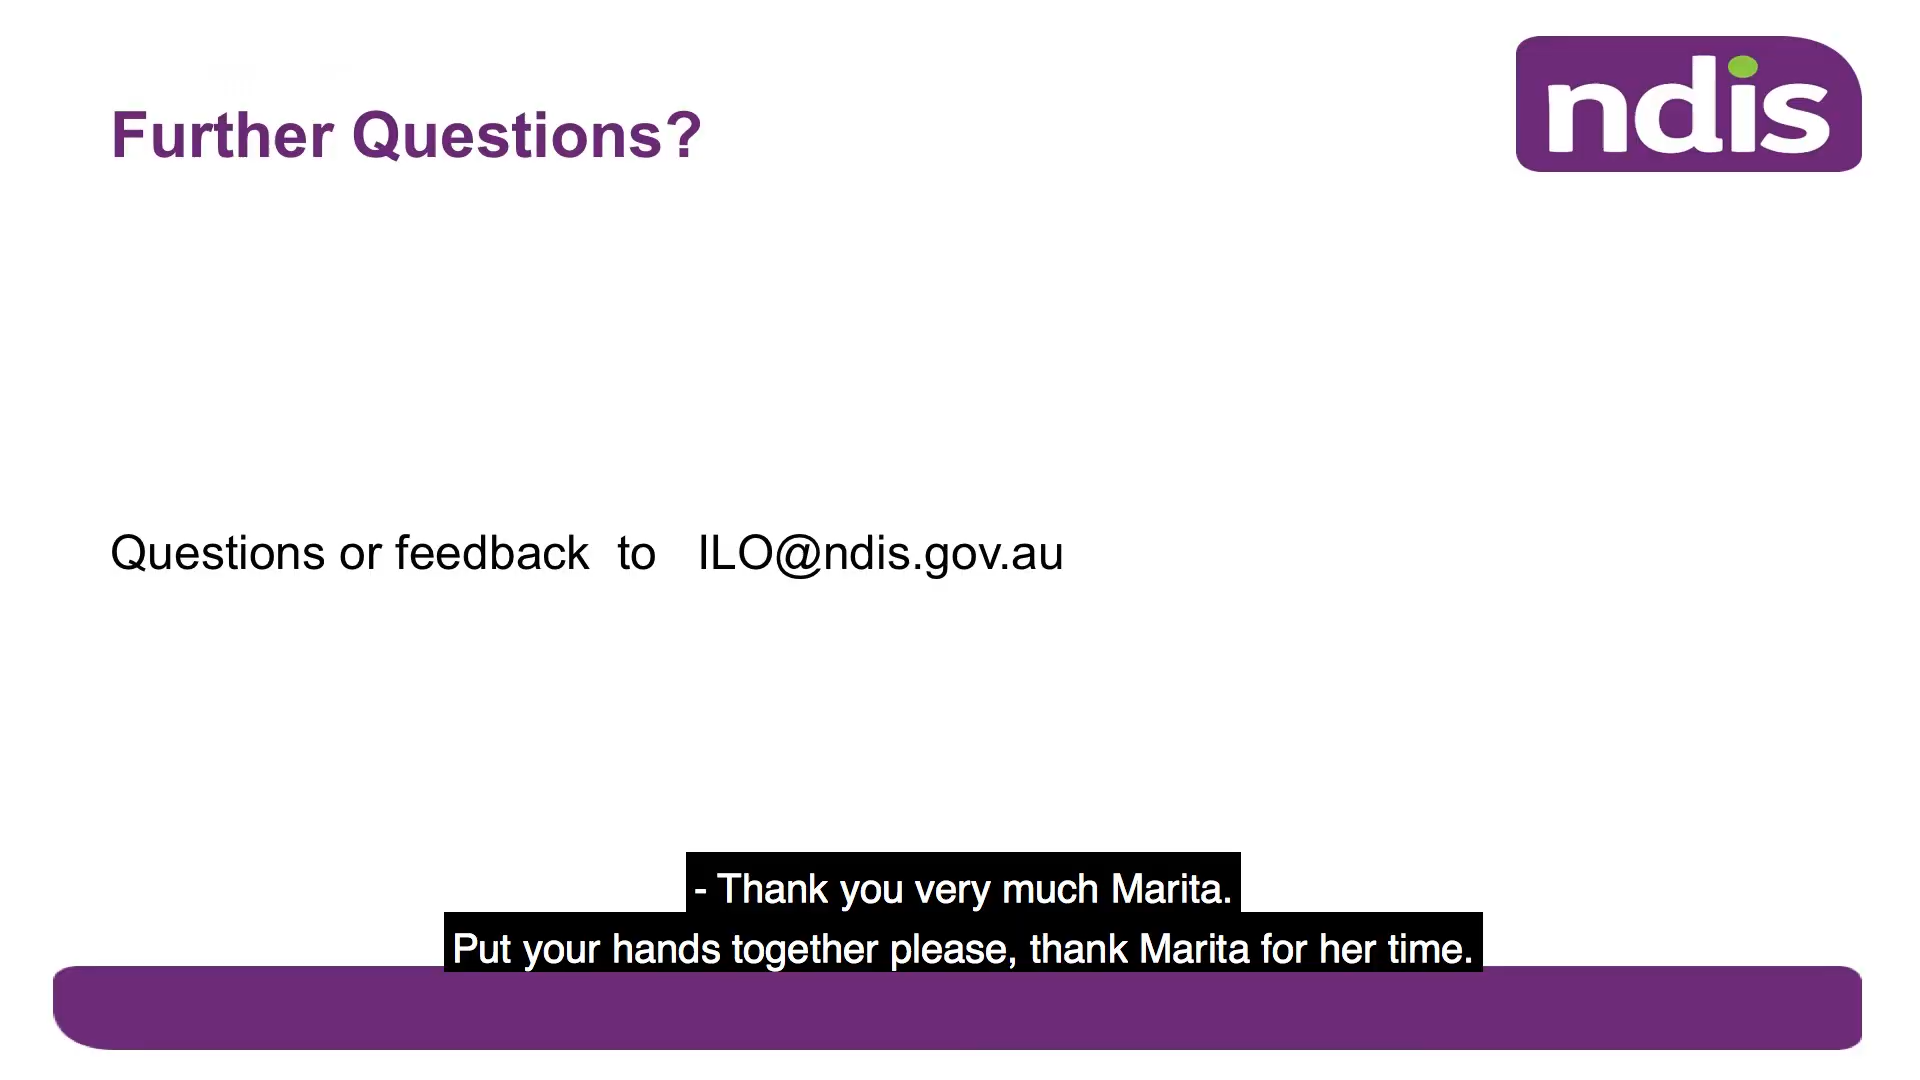 ndis
Further Questions?
Questions or feedback  to   ILO@ndis.gov.au
- Thank you very much Marita.
Put your hands together please, thank Marita for her time.